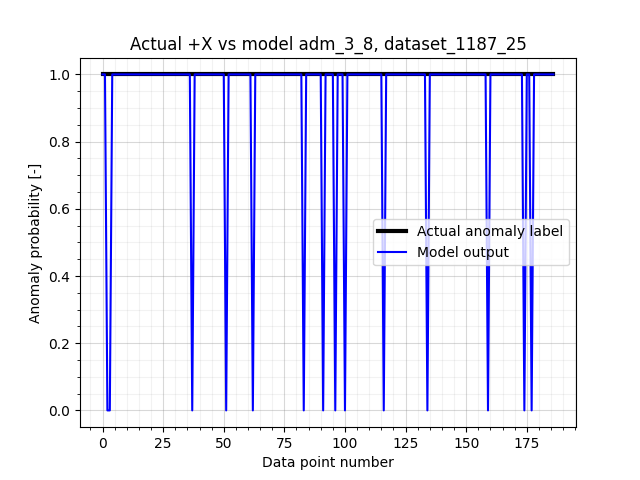 Actual +X vs model adm_3_8, dataset_1187_25
1.0
0.8
0.6
0.4
0.2
0.0
Anomaly probability [-]
Actual anomaly label
Model output
0 25 50 75 100 125 150 175
Data point number